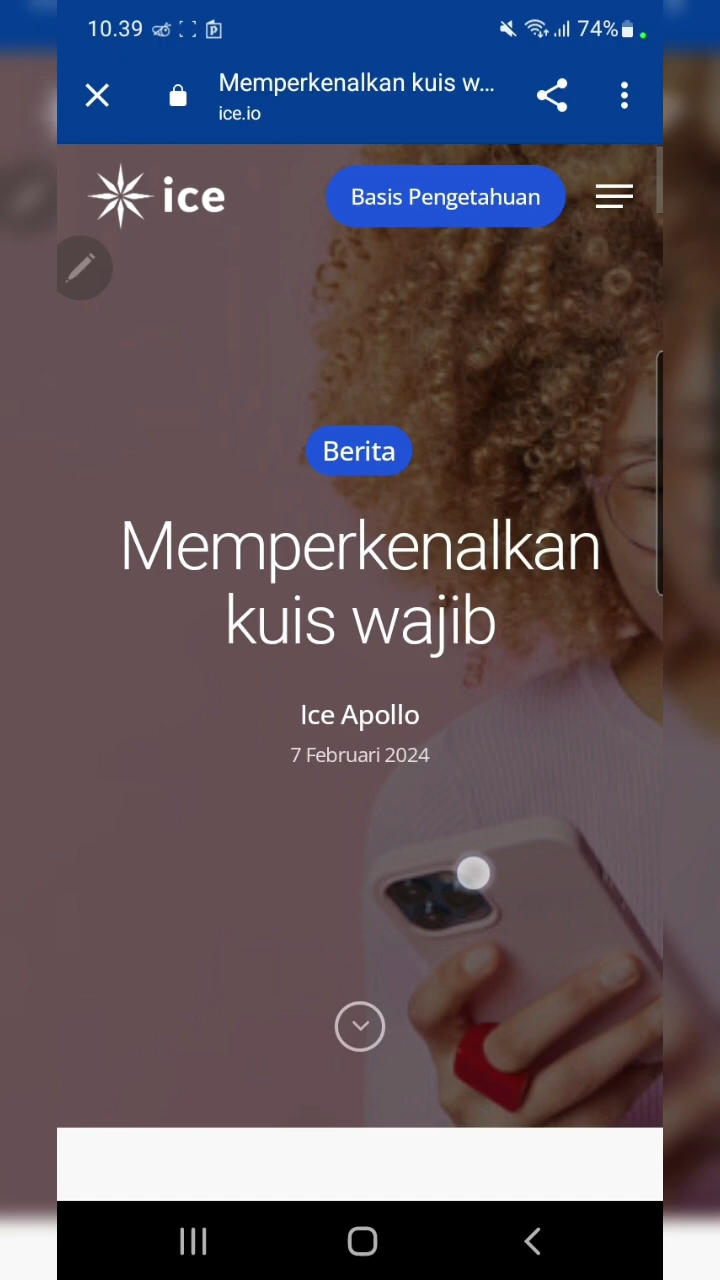 10.39
74%
Memperkenalkan kuis w...
ice.io
ice
Basis Pengetahuan
Berita
Memperkenalkan
kuis wajib
Ice Apollo
7 Februari 2024